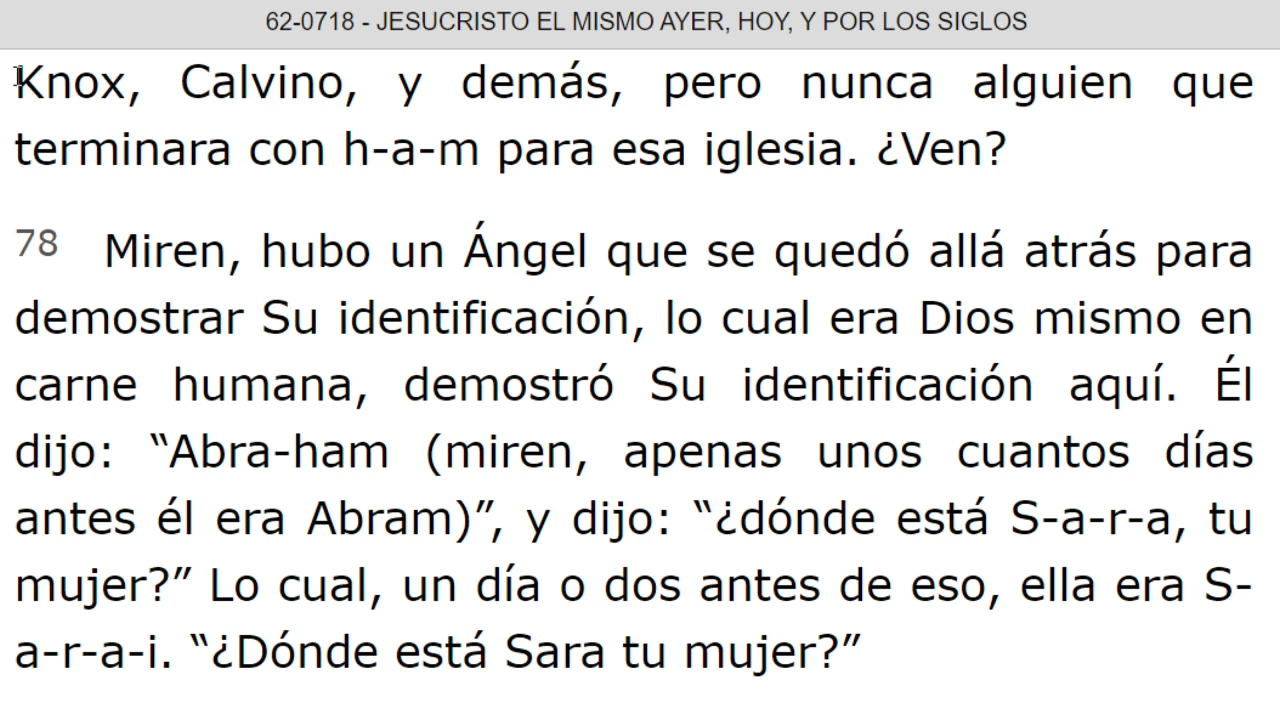 62-0718 - JESUCRISTO EL MISMO AYER, HOY, Y POR LOS SIGLOS
Knox, Calvino, y demás, pero nunca alguien que
terminara con h-a-m para esa iglesia. ¿Ven?
78 Miren, hubo un Ángel que se quedó allá atrás para
demostrar Su identificación, lo cual era Dios mismo en
carne humana, demostró Su identificación aquí. Él
dijo: “Abra-ham (miren, apenas unos cuantos días
antes él era Abram)”, y dijo: “¿dónde está S-a-r-a, tu
mujer?” Lo cual, un día o dos antes de eso, ella era S-
a-r-a-i. “¿Dónde está Sara tu mujer?”